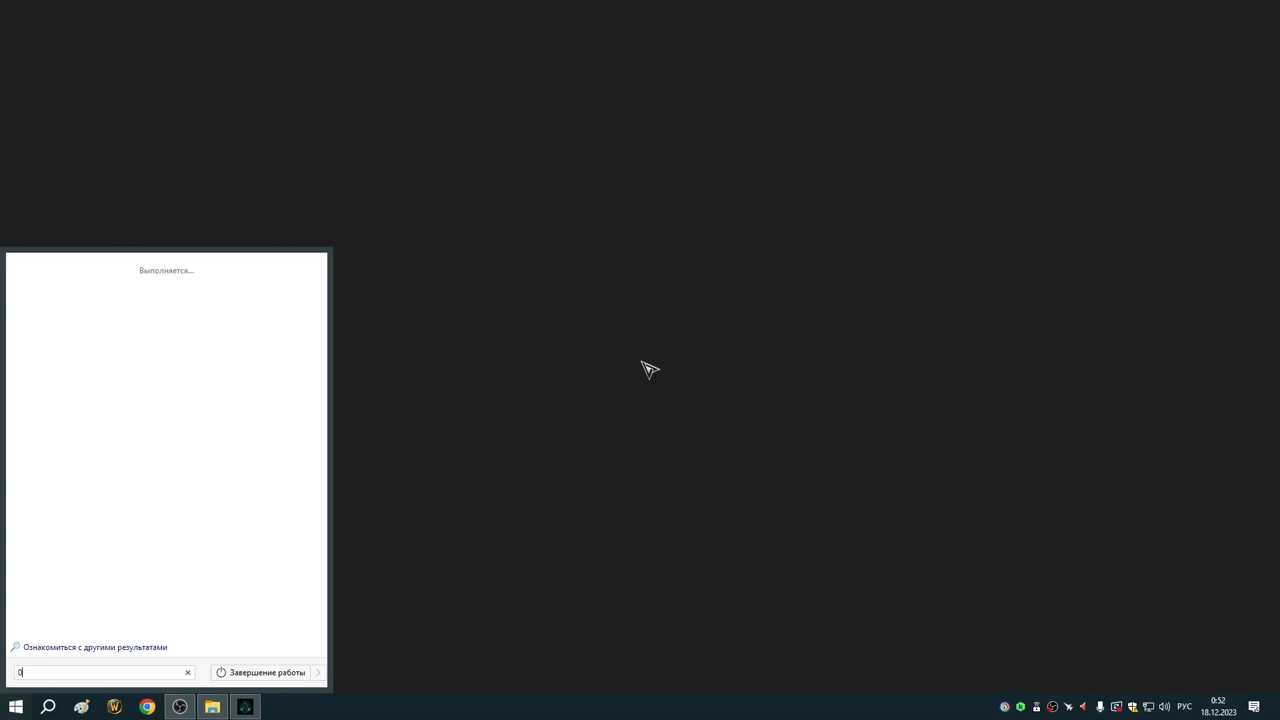 Выполняется...
Ознакомиться с другими результатами
0
Завершение работы
РУС
0:52
18.12.2023